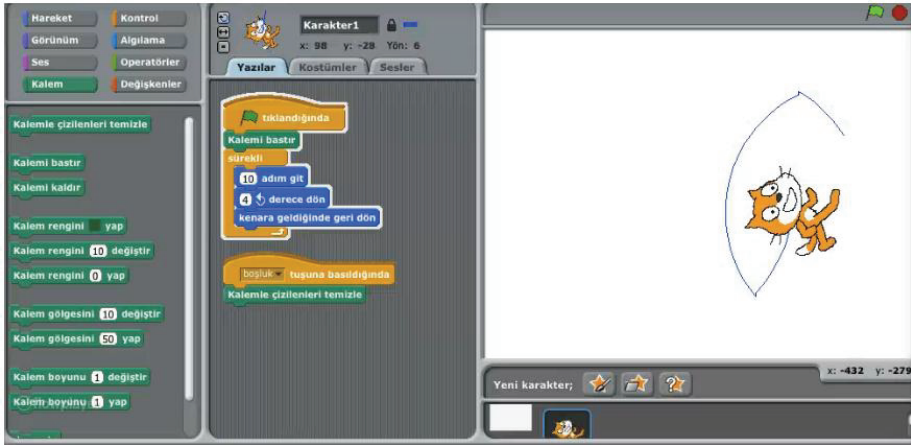 Hareket
Kontrol
Görünüm
Algılama
Ses
Operatörler
Kalem
Değişkenler
Kalemle çizilenleri temizle
Kalemi bastır
Kalemi kaldır
Kalem rengini yap
Kalem rengini 10 değiştir
Kalem rengini 0 yap
Kalem gölgesini 10 değiştir
Kalem gölgesini 50 yap
Kalem boyunu 1 değiştir
Kalem boyunu 1 yap
Karakter1
x: 98 y: -28 Yön: 6
Yazılar
Kostümler
Sesler
tıklandığında
Kalemi bastır
sürekli
10 adım git
4 derece dön
kenara geldiğinde geri dön
boşluk tuşuna basıldığında
Kalemle çizilenleri temizle
x: -432 y: -279
Yeni karakter;